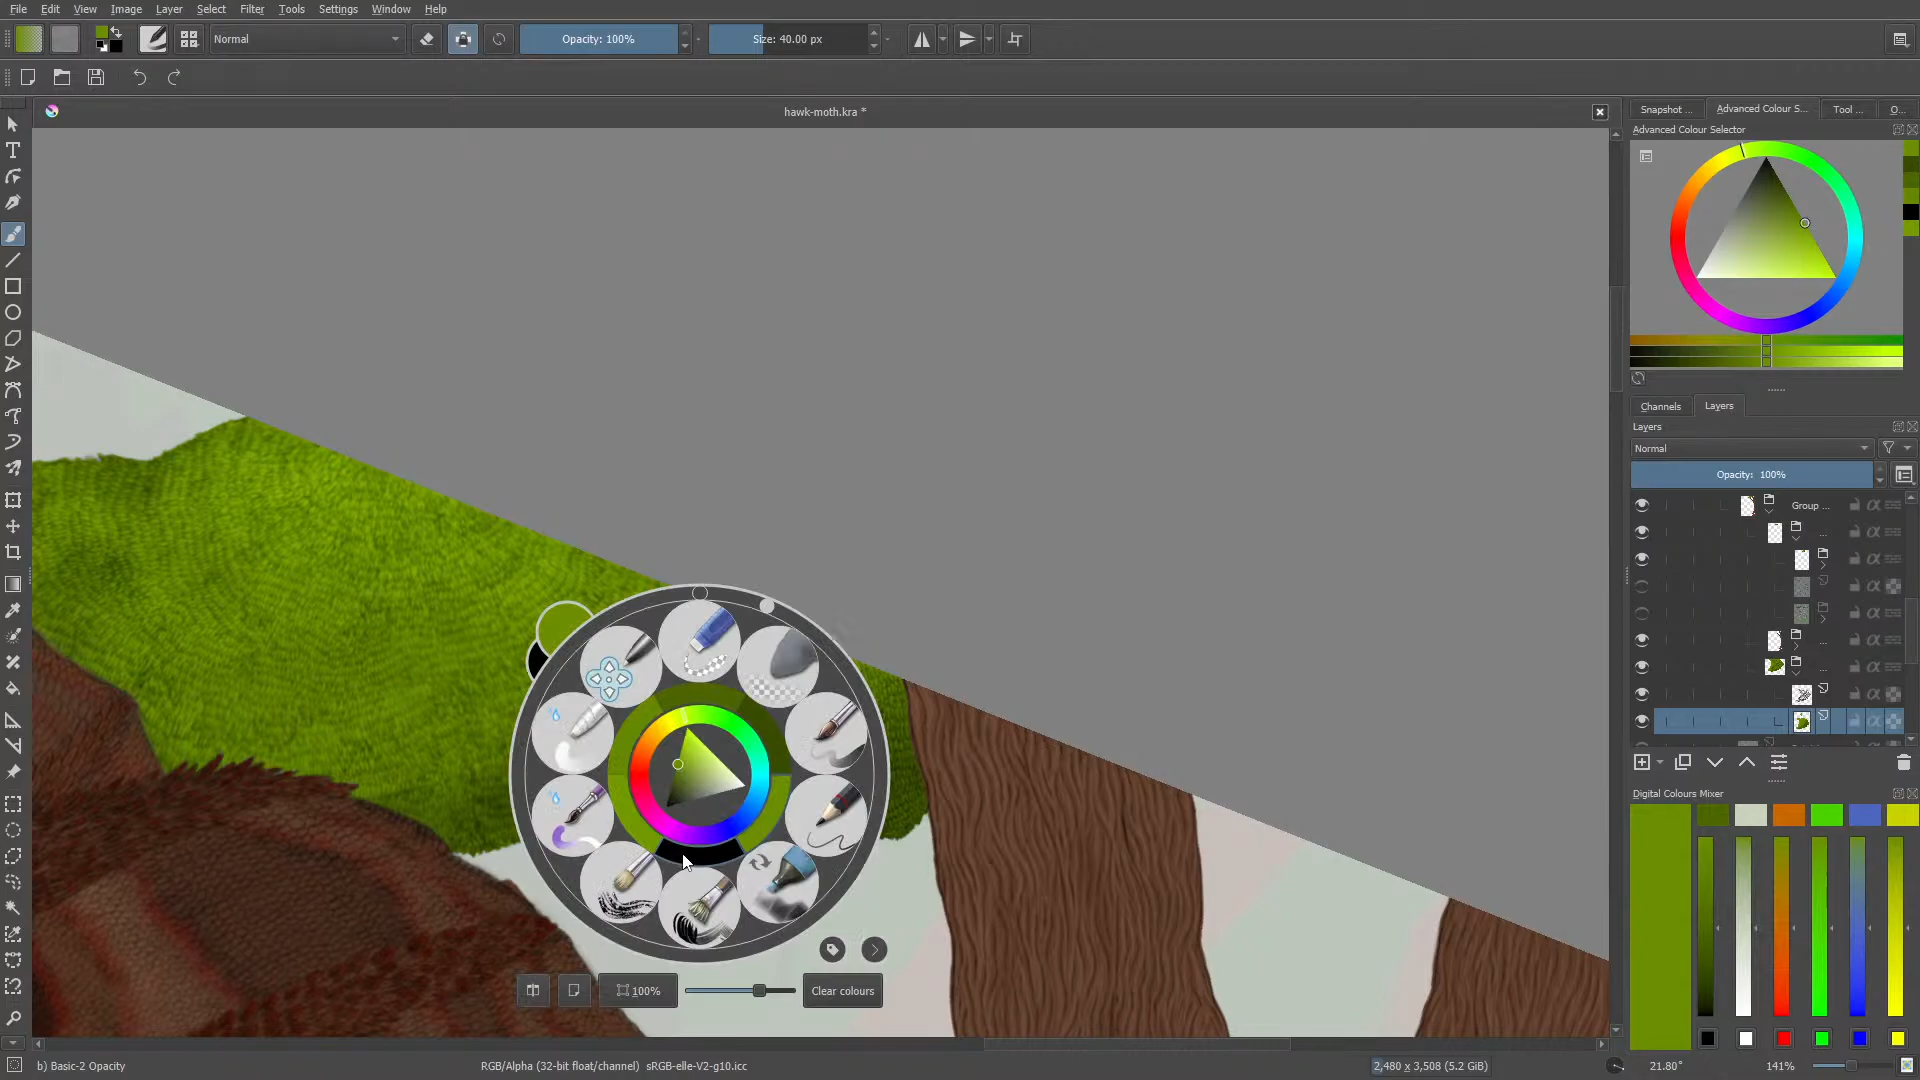 File Edit View Image Layer Select Filter Tools Settings Window Help
Normal
Opacity: 100%
Size: 40.00 px
hawk-moth.kra *
Snapshot ...
Advanced Colour S...
Tool ...
O...
Advanced Colour Selector
Channels
Layers
Layers
Normal
Opacity: 100%
Group ...
...
...
...
Digital Colours Mixer
100%
Clear colours
b) Basic-2 Opacity
RGB/Alpha (32-bit float/channel) sRGB-elle-V2-g10.icc
2,480 x 3,508 (5.2 GiB)
21.80°
141%